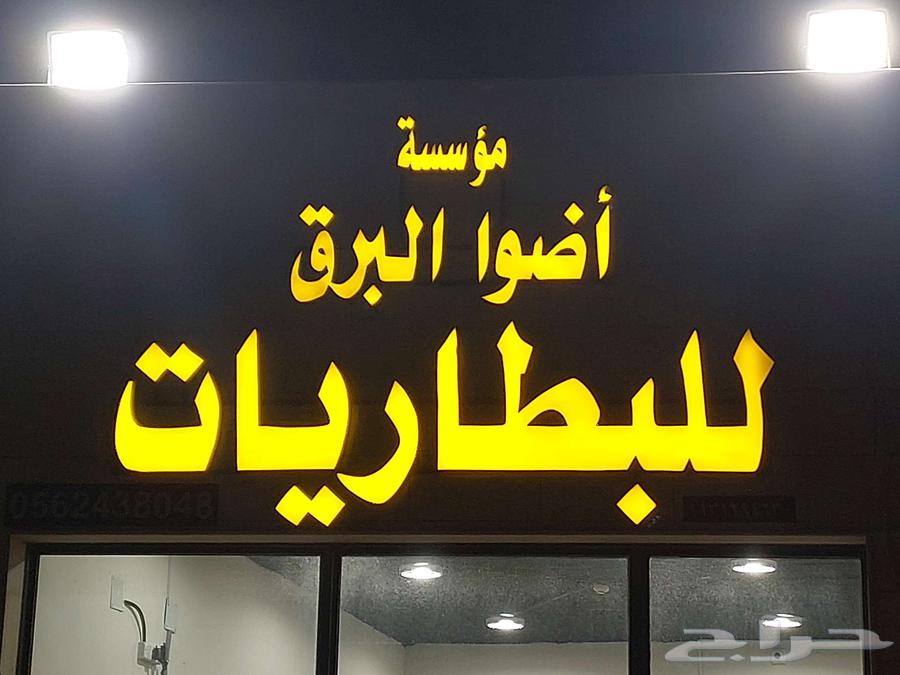 مؤسسة
أضوا البرق
للبطاريات
0562438048
حراج